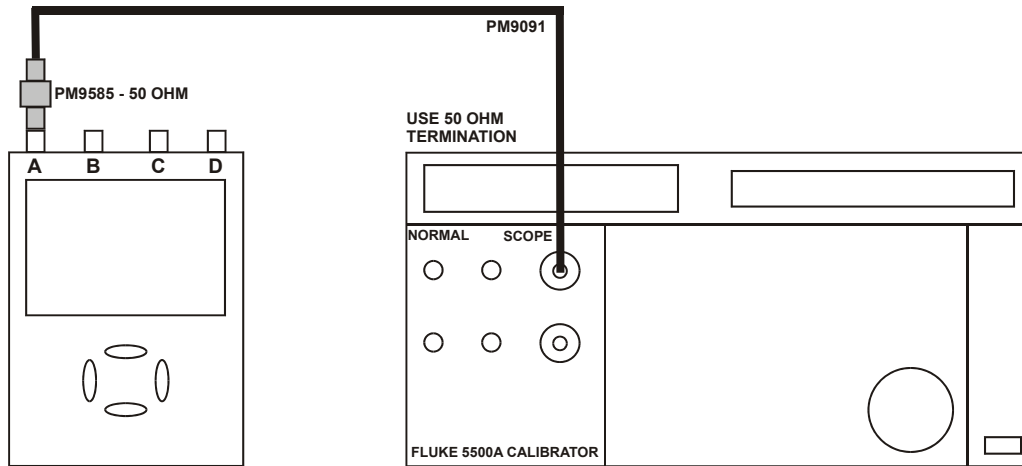 PM9091
PM9585 - 50 OHM
USE 50 OHM
TERMINATION
A B C D
NORMAL SCOPE
FLUKE 5500A CALIBRATOR